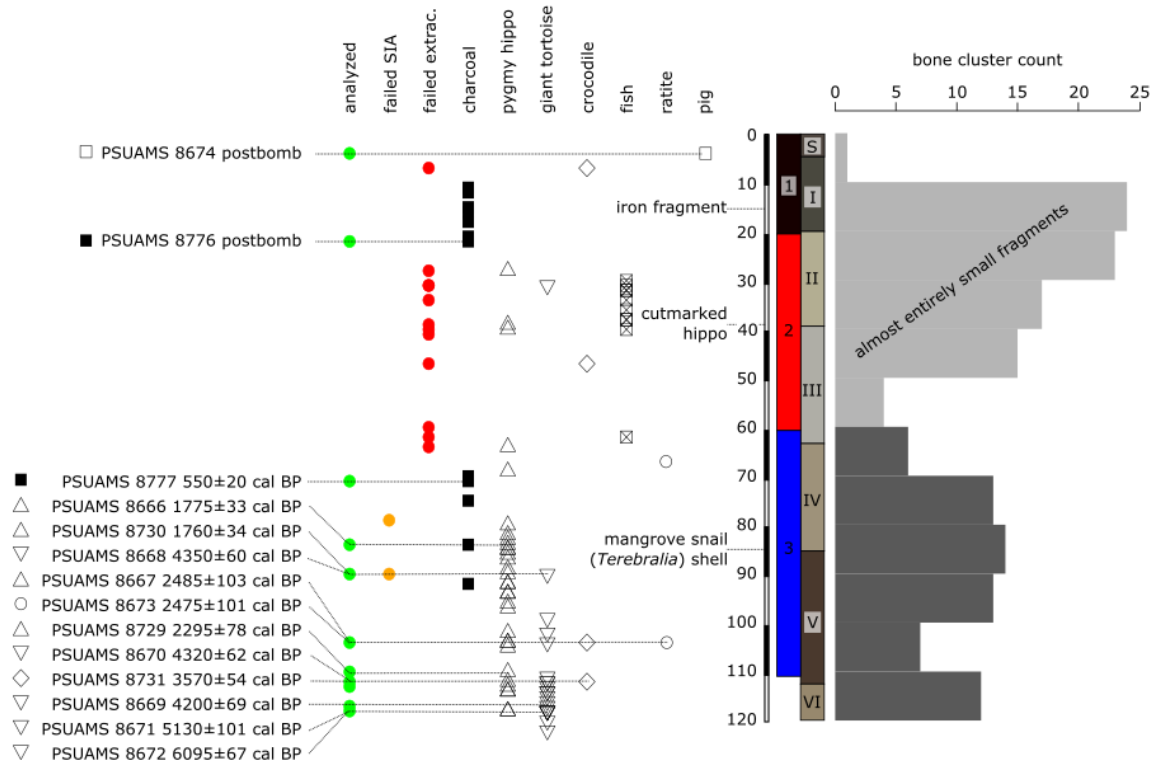 analyzed
failed SIA
failed extrac.
charcoal
pygmy hippo
giant tortoise
crocodile
fish
ratite
pig
bone cluster count
0 5 10 15 20 25
PSUAMS 8674 postbomb
PSUAMS 8776 postbomb
PSUAMS 8777 550±20 cal BP
PSUAMS 8666 1775±33 cal BP
PSUAMS 8730 1760±34 cal BP
PSUAMS 8668 4350±60 cal BP
PSUAMS 8667 2485±103 cal BP
PSUAMS 8673 2475±101 cal BP
PSUAMS 8729 2295±78 cal BP
PSUAMS 8670 4320±62 cal BP
PSUAMS 8731 3570±54 cal BP
PSUAMS 8669 4200±69 cal BP
PSUAMS 8671 5130±101 cal BP
PSUAMS 8672 6095±67 cal BP
iron fragment
cutmarked
hippo
mangrove snail
(Terebralia) shell
0
10
20
30
40
50
60
70
80
90
100
110
120
1
2
3
S
I
II
III
IV
V
VI
almost entirely small fragments